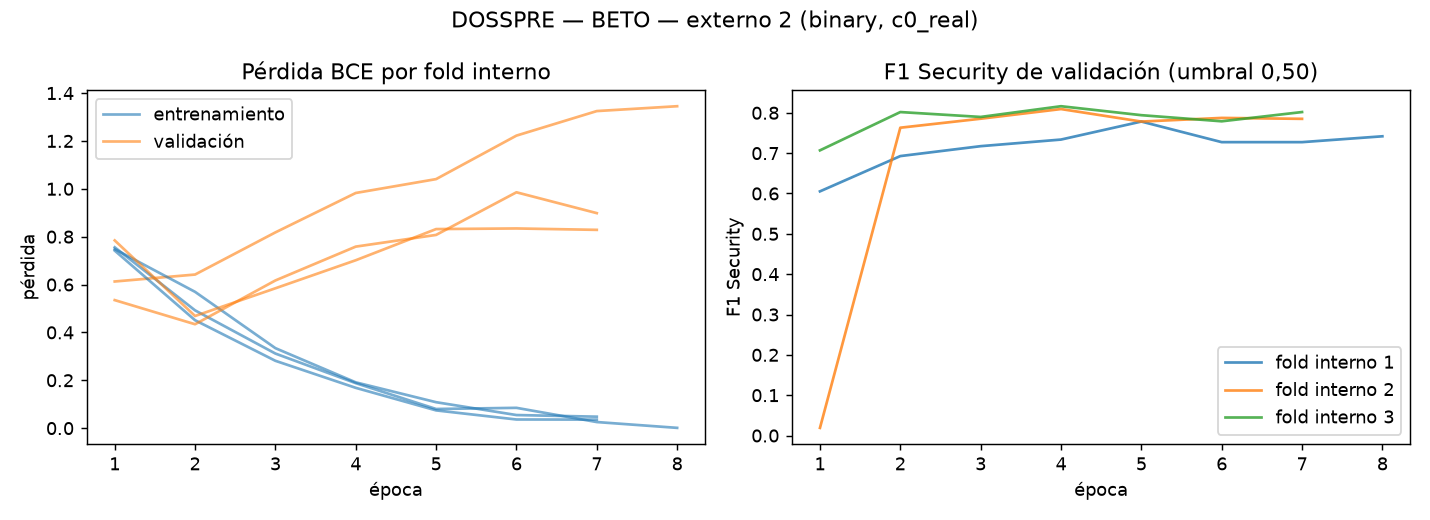 DOSSPRE — BETO — externo 2 (binary, c0_real)
Pérdida BCE por fold interno
pérdida
1.4
1.2
1.0
0.8
0.6
0.4
0.2
0.0
entrenamiento
validación
1 2 3 4 5 6 7 8
época
F1 Security de validación (umbral 0,50)
F1 Security
0.8
0.7
0.6
0.5
0.4
0.3
0.2
0.1
0.0
fold interno 1
fold interno 2
fold interno 3
1 2 3 4 5 6 7 8
época